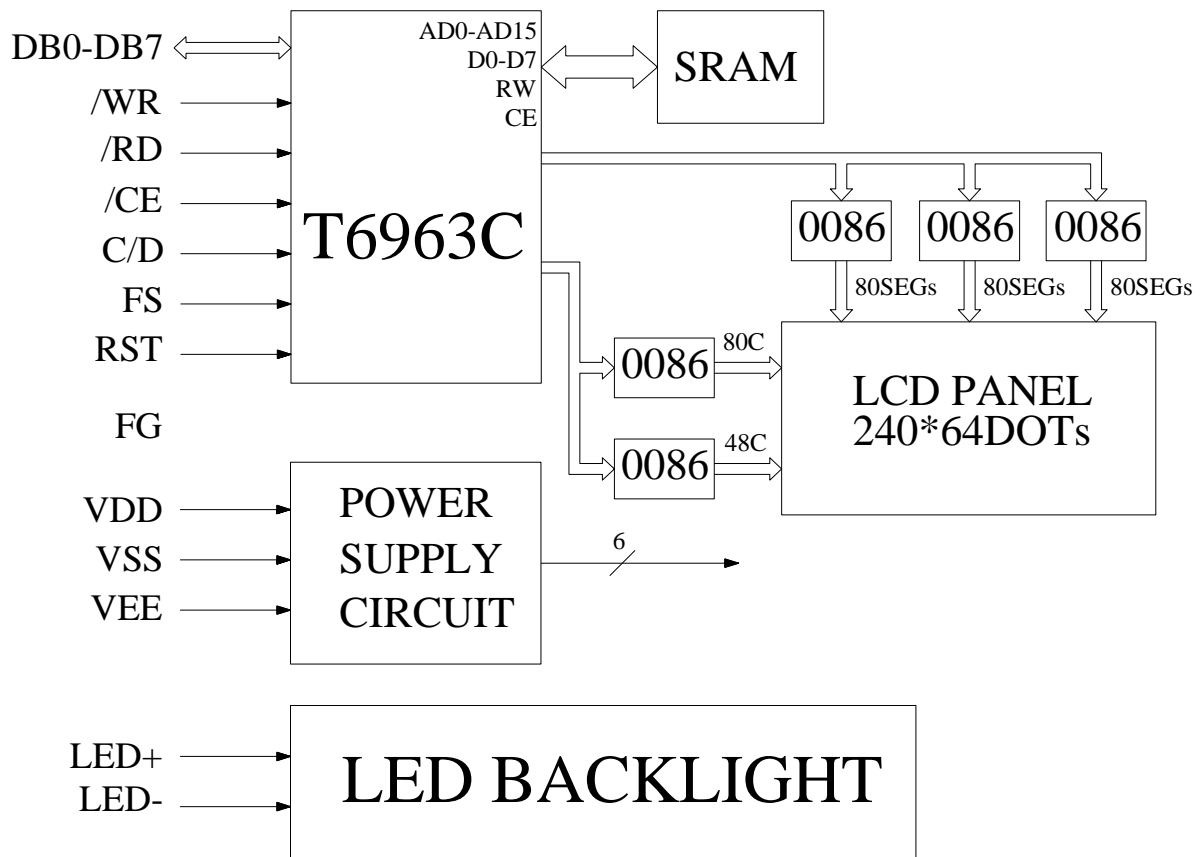 DB0-DB7
/WR
/RD
/CE
C/D
FS
RST
FG
VDD
VSS
VEE
LED+
LED-
AD0-AD15
D0-D7
RW
CE
T6963C
SRAM
0086
0086
0086
80SEGs
80SEGs
80SEGs
0086
80C
0086
48C
LCD PANEL
240*64DOTs
POWER
SUPPLY
CIRCUIT
6
LED BACKLIGHT